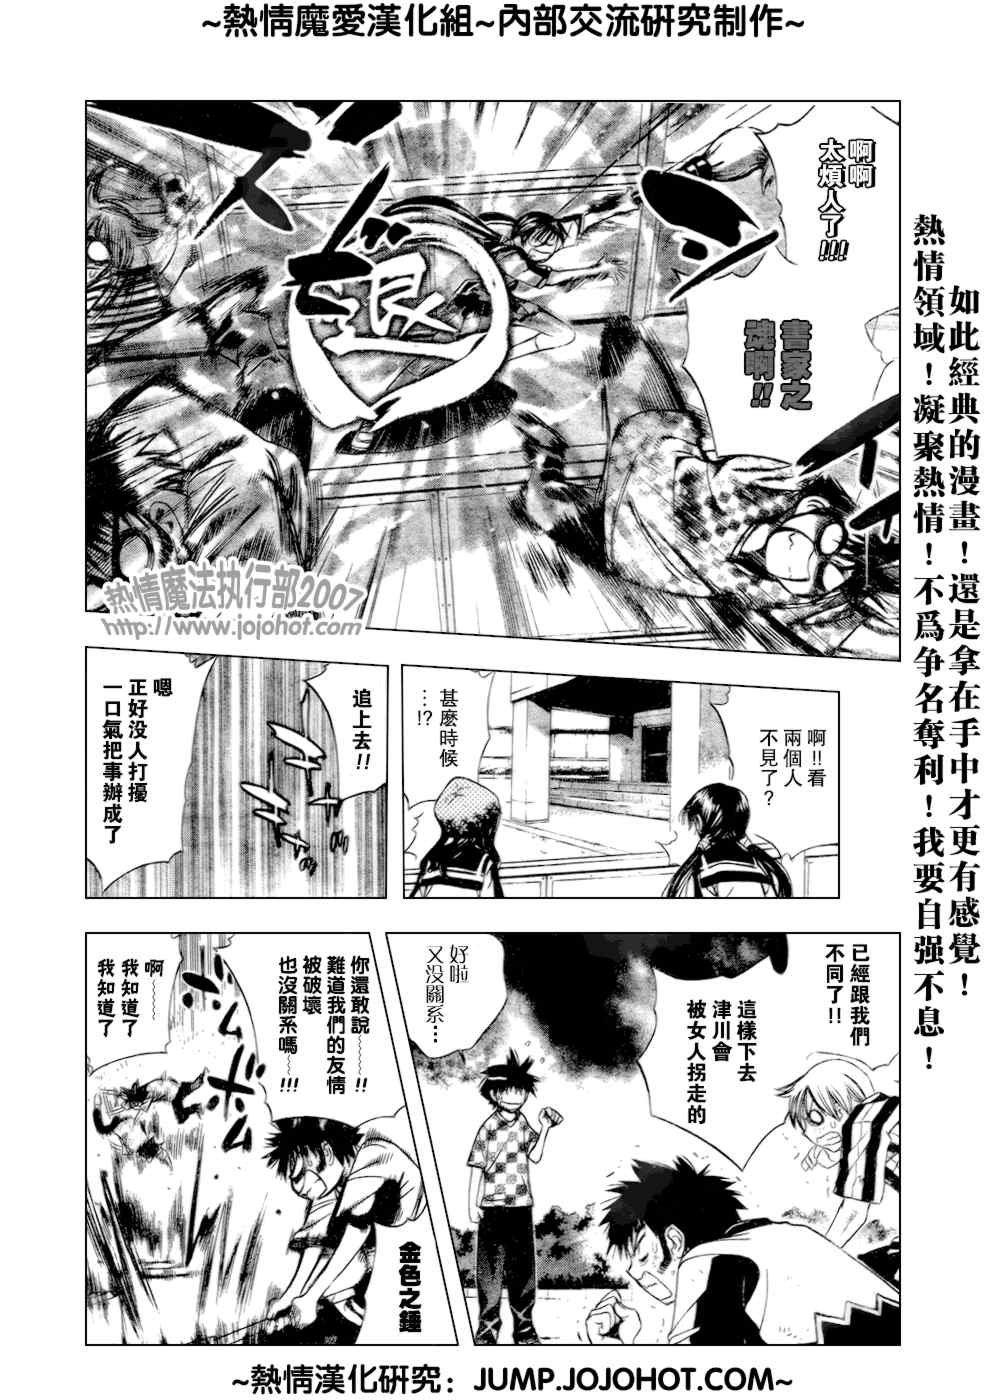 ~熱情魔愛漢化組~內部交流研究制作~
啊啊
太煩人了!!!
書家之
魂啊!!
退
熱情魔法执行部2007
http://www.jojohot.com
啊!!看
兩個人
不見了?
甚麽時候
…!?
追上去!!
嗯
正好没人打擾
一口氣把事辦成了
已經跟我們
不同了!!
這樣下去
津川會
被女人拐走的
好啦
又没關系…
你還敢說~~!!
難道我們的友情
被破壞
也沒關系嗎~~!!!
啊~~~
我知道了
我知道了
ボボ
金色之錘
如此經典的漫畫！還是拿在手中才更有感覺！
熱情領域！凝聚熱情！不爲争名奪利！我要自强不息！
~熱情漢化研究：JUMP.JOJOHOT.COM~